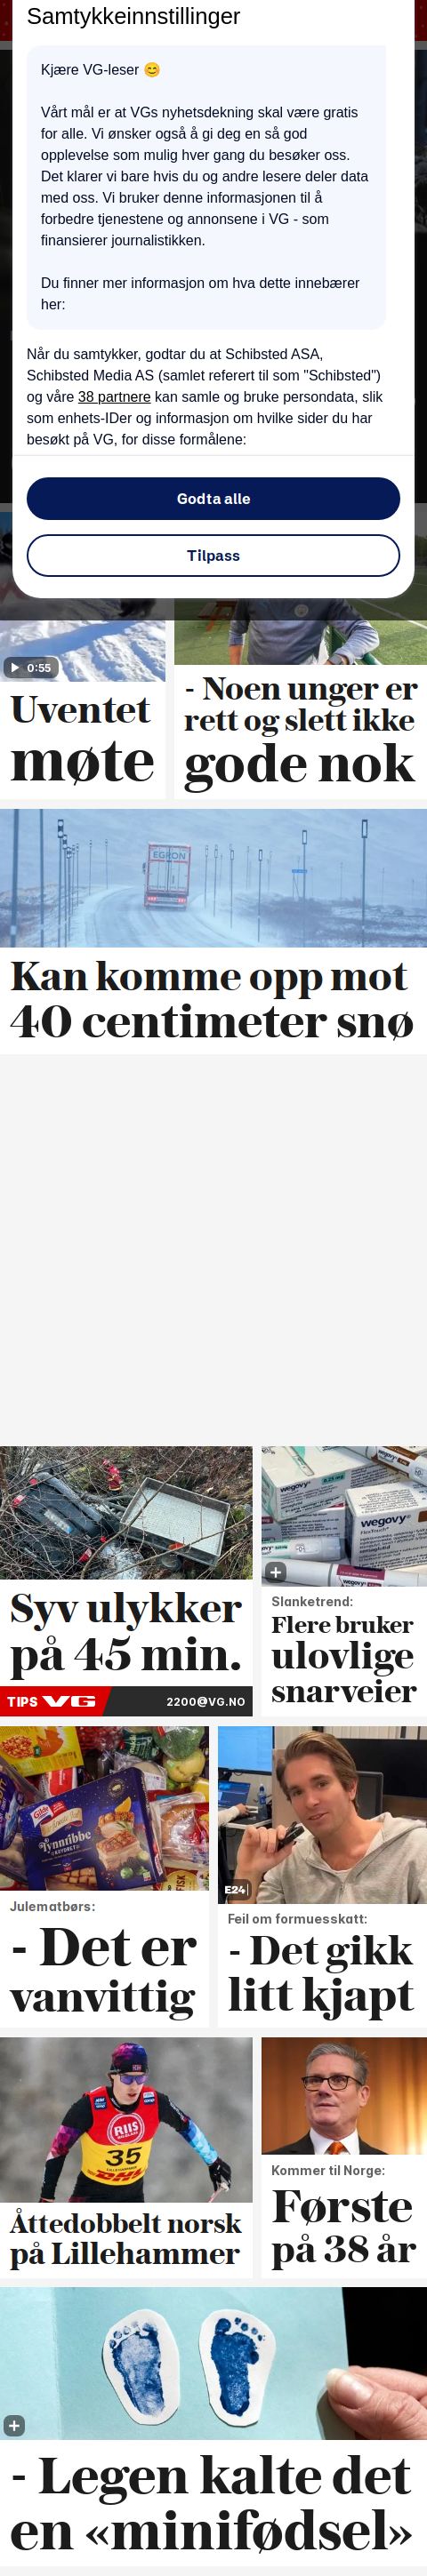 Samtykkeinnstillinger
Kjære VG-leser 😊
Vårt mål er at VGs nyhetsdekning skal være gratis
for alle. Vi ønsker også å gi deg en så god
opplevelse som mulig hver gang du besøker oss.
Det klarer vi bare hvis du og andre lesere deler data
med oss. Vi bruker denne informasjonen til å
forbedre tjenestene og annonsene i VG - som
finansierer journalistikken.
Du finner mer informasjon om hva dette innebærer
her:
Når du samtykker, godtar du at Schibsted ASA,
Schibsted Media AS (samlet referert til som "Schibsted")
og våre 38 partnere kan samle og bruke persondata, slik
som enhets-IDer og informasjon om hvilke sider du har
besøkt på VG, for disse formålene:
Godta alle
Tilpass
0:55
Uventet
møte
- Noen unger er
rett og slett ikke
gode nok
EGRON
Kan komme opp mot
40 centimeter snø
Syv ulykker
på 45 min.
TIPS VG 2200@VG.NO
wegovy
wegovy
wegovy
Slanketrend:
Flere bruker
ulovlige
snarveier
Gilde
Tynnribbe
Julematbørs:
- Det er
vanvittig
E24
Feil om formuesskatt:
- Det gikk
litt kjapt
RIIS
35
DHL
Åttedobbelt norsk
på Lillehammer
Kommer til Norge:
Første
på 38 år
- Legen kalte det
en «minifødsel»